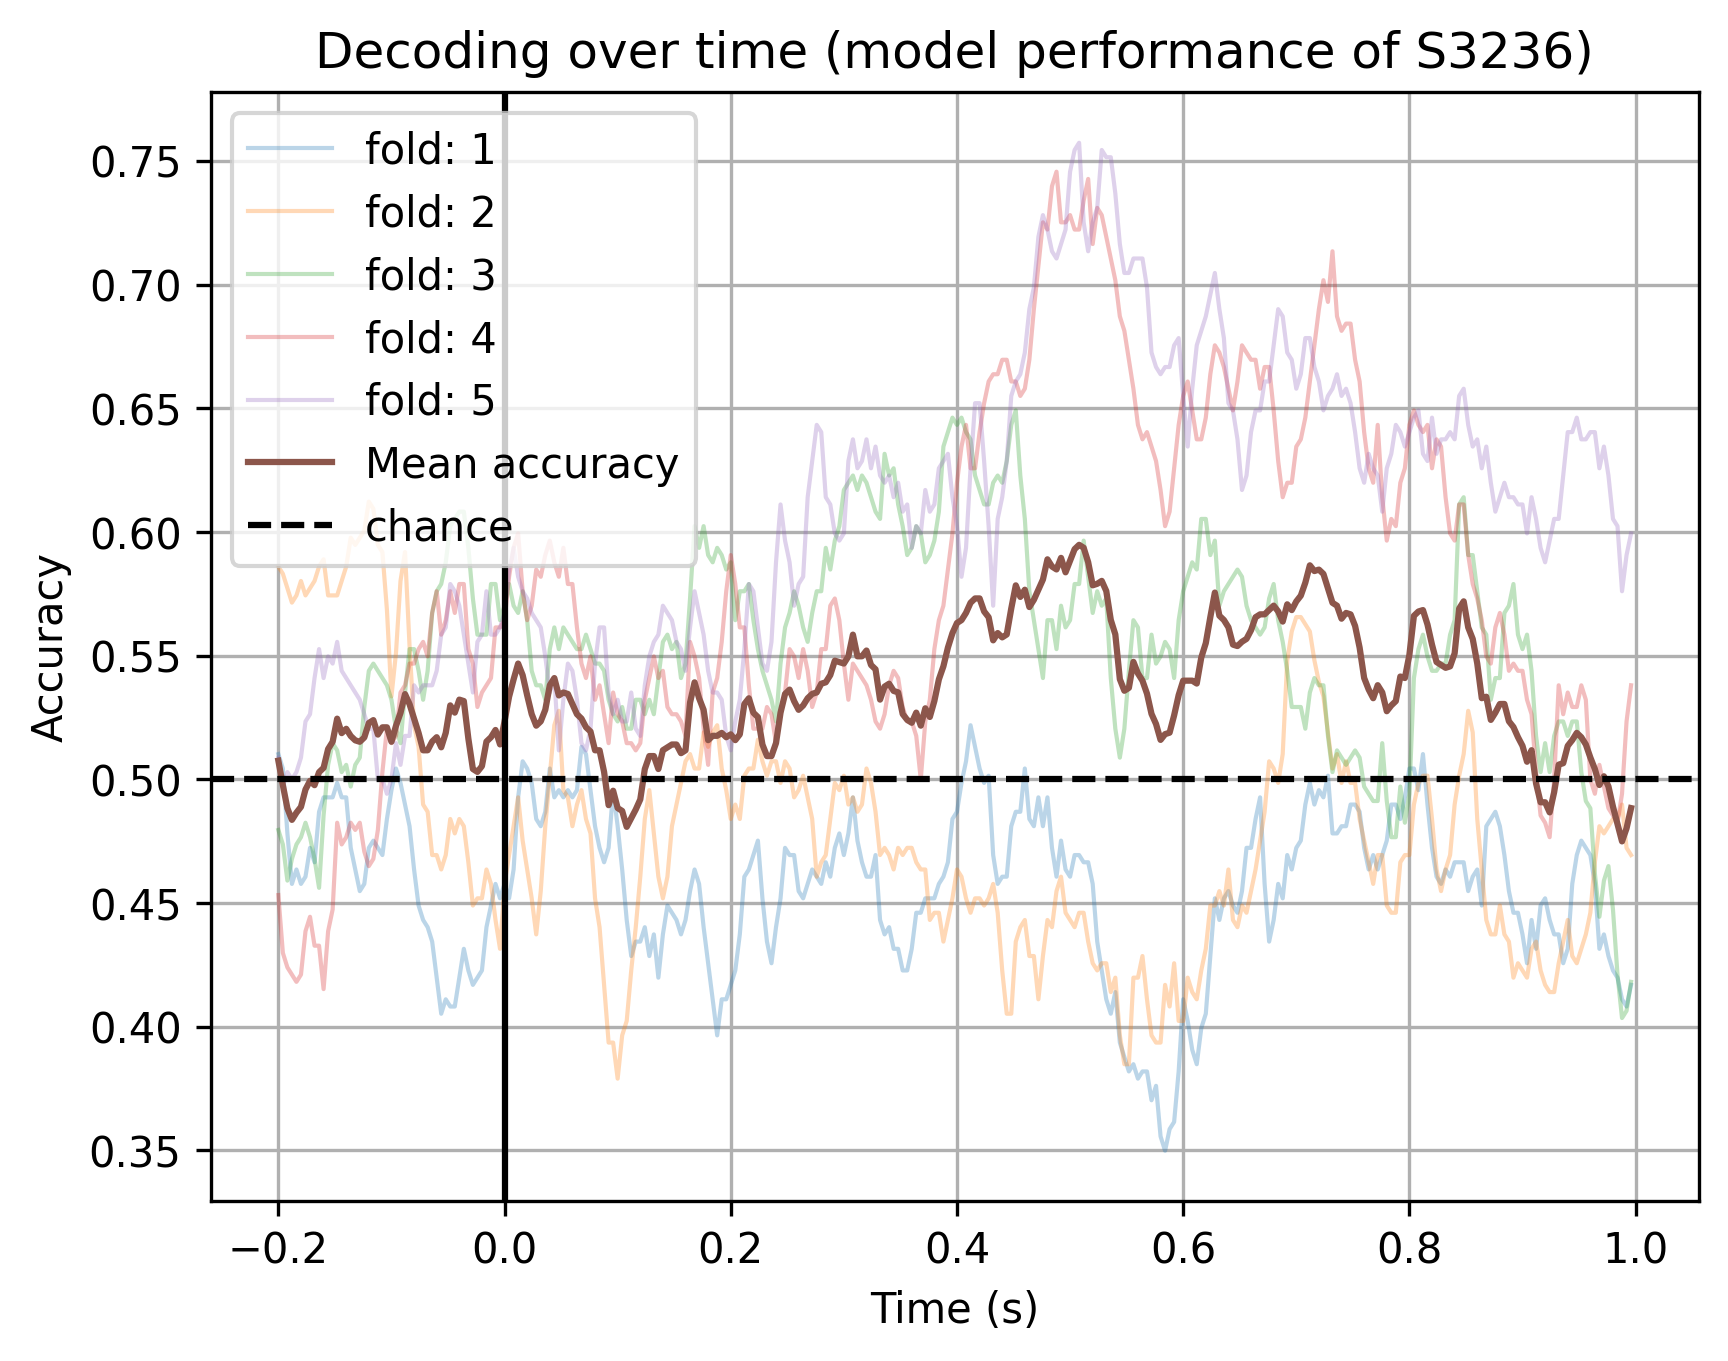 Decoding over time (model performance of S3236)
fold: 1
fold: 2
fold: 3
fold: 4
fold: 5
Mean accuracy
chance
Accuracy
0.75
0.70
0.65
0.60
0.55
0.50
0.45
0.40
0.35
−0.2 0.0 0.2 0.4 0.6 0.8 1.0
Time (s)